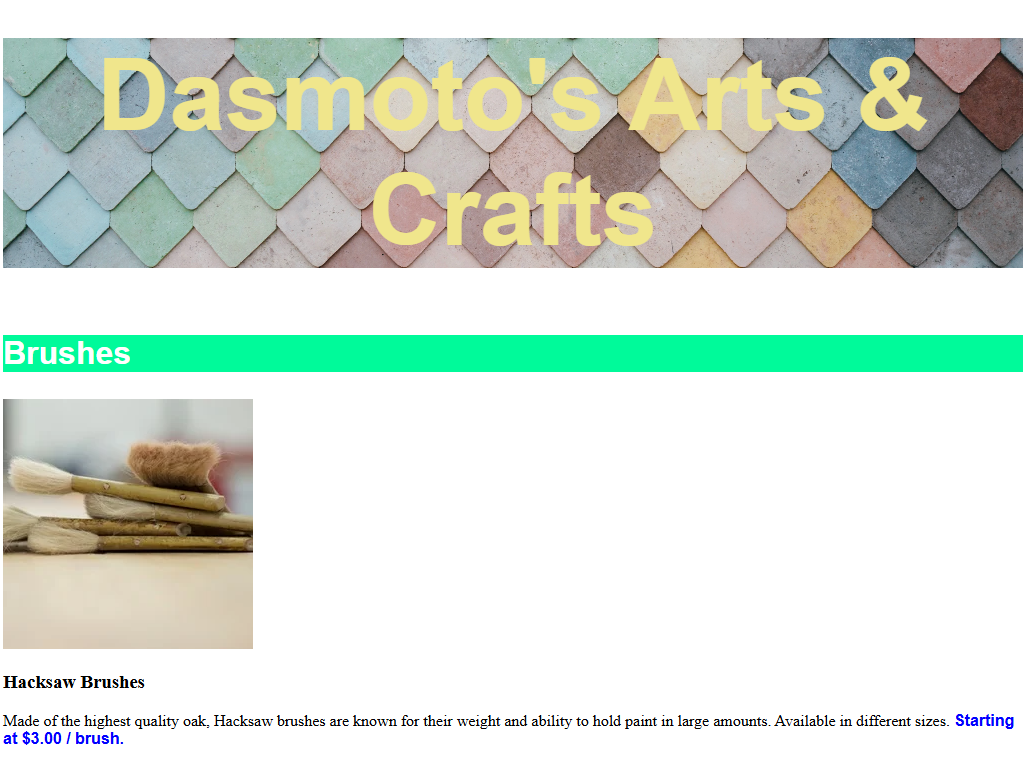 Dasmoto's Arts &
Crafts
Brushes
Hacksaw Brushes
Made of the highest quality oak, Hacksaw brushes are known for their weight and ability to hold paint in large amounts. Available in different sizes. Starting
at $3.00 / brush.